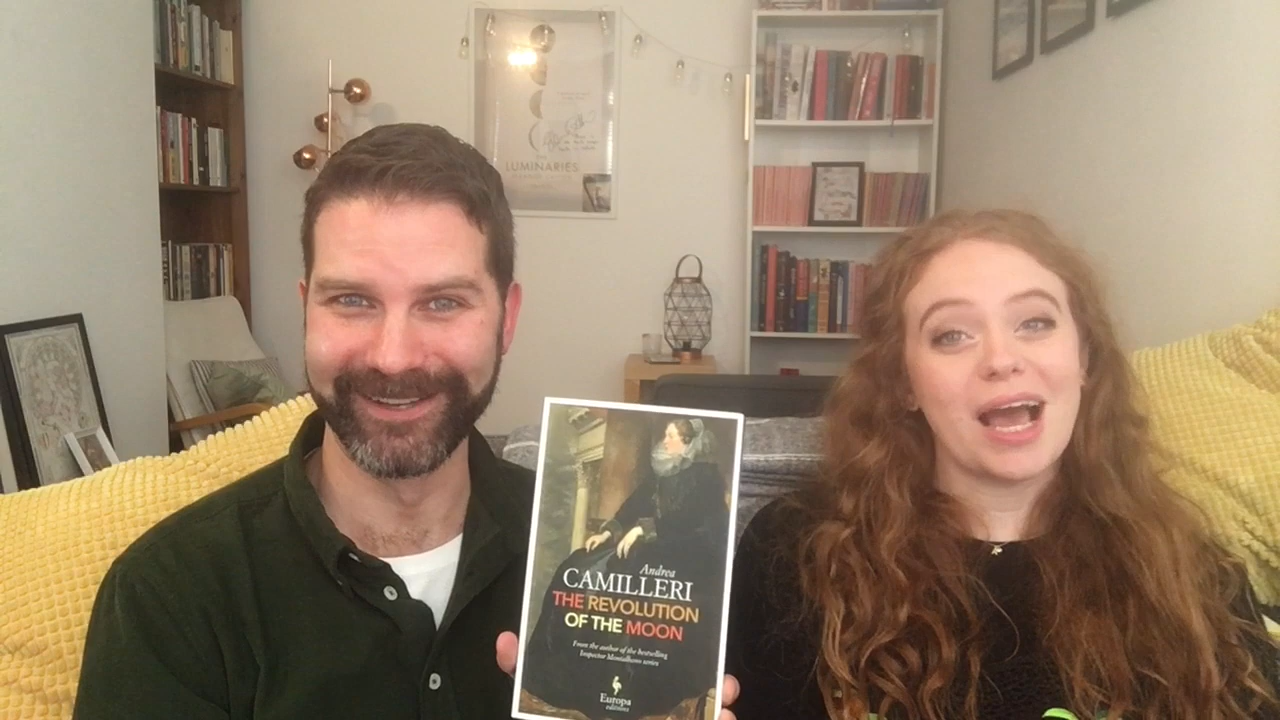 THE
LUMINARIES
Andrea
CAMILLERI
THE REVOLUTION
OF THE MOON
From the author of the bestselling
Inspector Montalbano series
Europa
editions